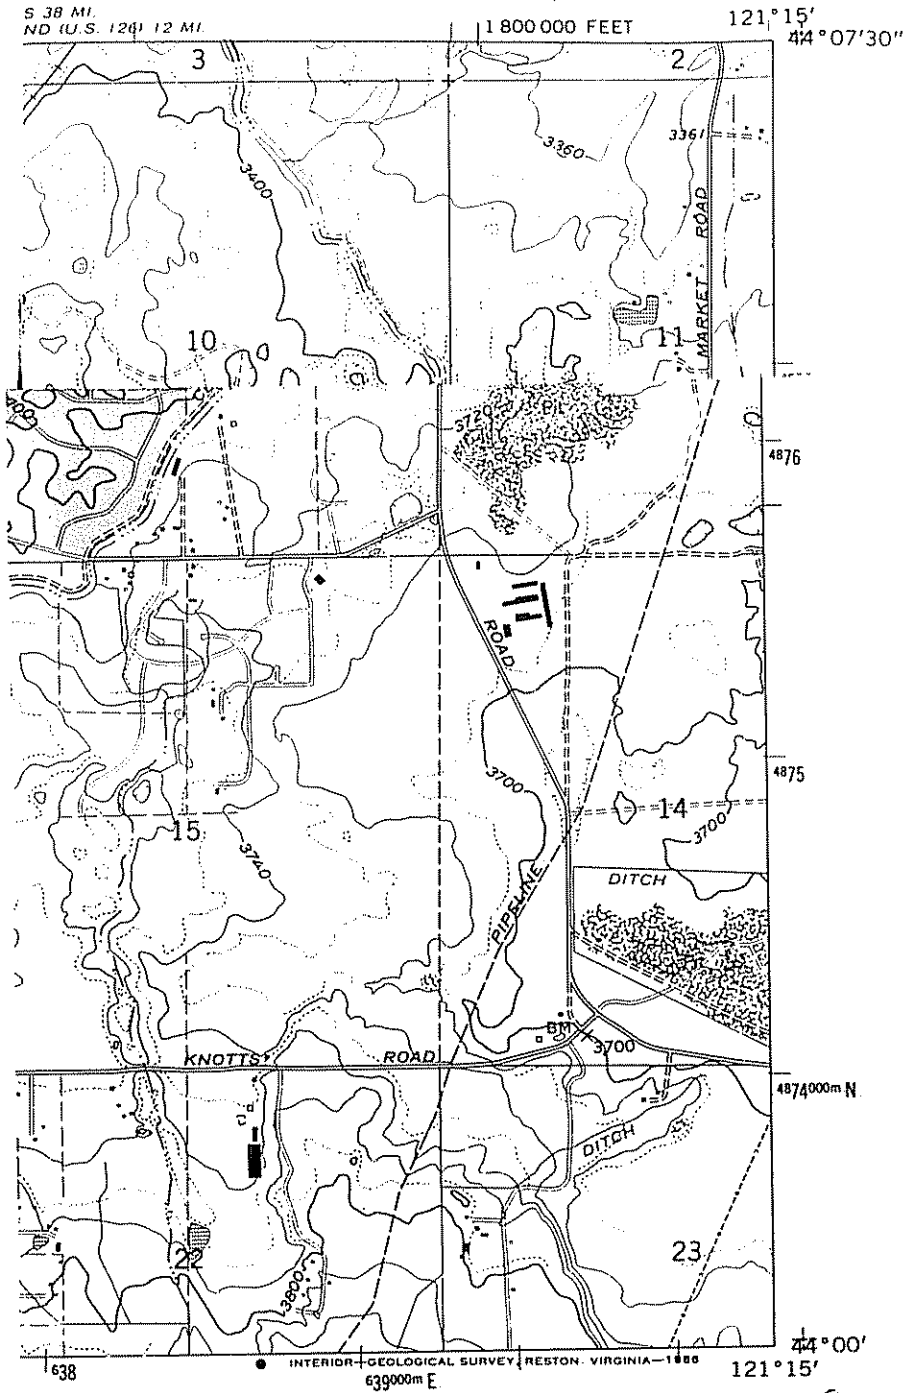 S 38 MI.
ND (U.S. 126) 12 MI.
1 800 000 FEET
121°15'
44°07'30"
3
2
3361
3360
3400
MARKET ROAD
10
11
3720
4876
ROAD
3700
4875
14
15
3700
3740
DITCH
PIPELINE
BM
3700
KNOTTS
ROAD
4874000m N
DITCH
22
23
3800
44°00'
INTERIOR—GEOLOGICAL SURVEY, RESTON, VIRGINIA—1986
121°15'
638
639000m E